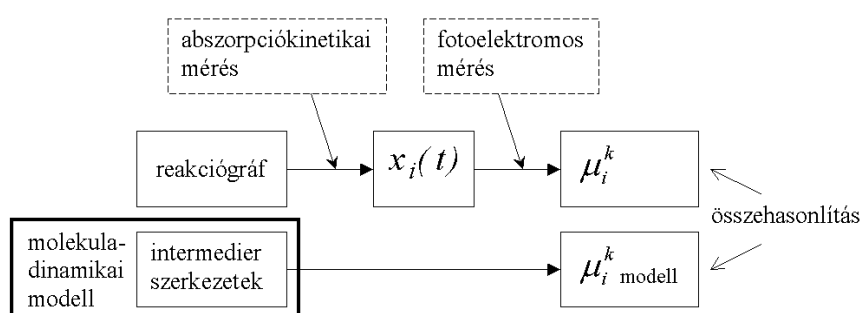 abszorpciókinetikai
mérés
fotoelektromos
mérés
reakciógráf
x_i(t)
μ_i^k
összehasonlítás
molekula-
dinamikai
modell
intermedier
szerkezetek
μ_i^k modell